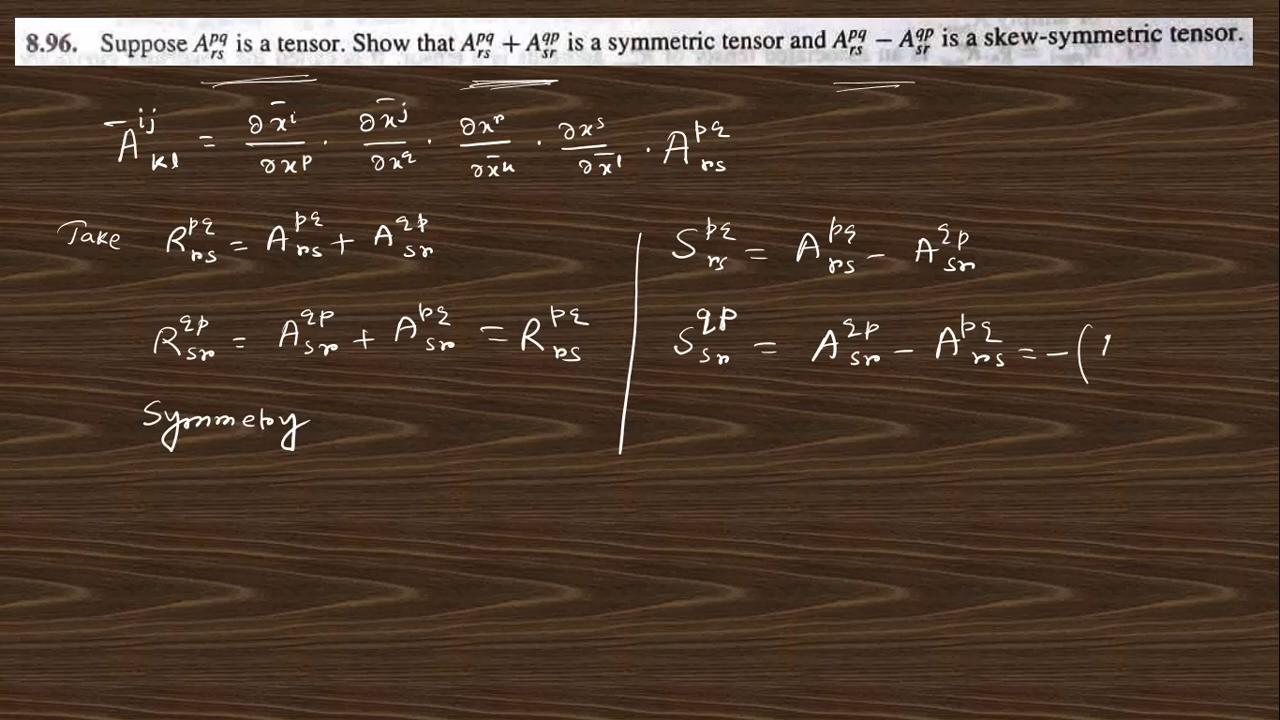 8.96. Suppose A^{pq}_{rs} is a tensor. Show that A^{pq}_{rs} + A^{qp}_{sr} is a symmetric tensor and A^{pq}_{rs} − A^{qp}_{sr} is a skew-symmetric tensor.
Ā^{ij}_{kl} = ∂x̄^i/∂x^p · ∂x̄^j/∂x^q · ∂x^r/∂x̄^k · ∂x^s/∂x̄^l · A^{pq}_{rs}
Take R^{pq}_{rs} = A^{pq}_{rs} + A^{qp}_{sr}
R^{qp}_{sr} = A^{qp}_{sr} + A^{pq}_{sr} = R^{pq}_{rs}
Symmetry
S^{pq}_{rs} = A^{pq}_{rs} − A^{qp}_{sr}
S^{qp}_{sr} = A^{qp}_{sr} − A^{pq}_{rs} = −(